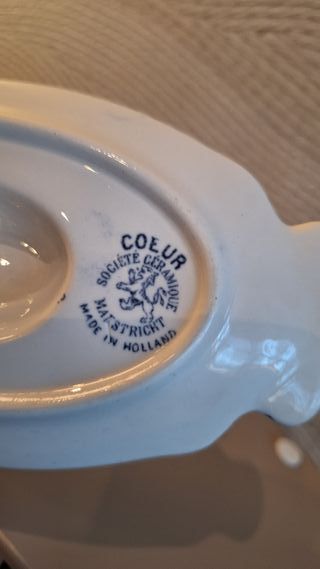 COEUR
SOCIÉTÉ CÉRAMIQUE
MAESTRICHT
MADE IN HOLLAND